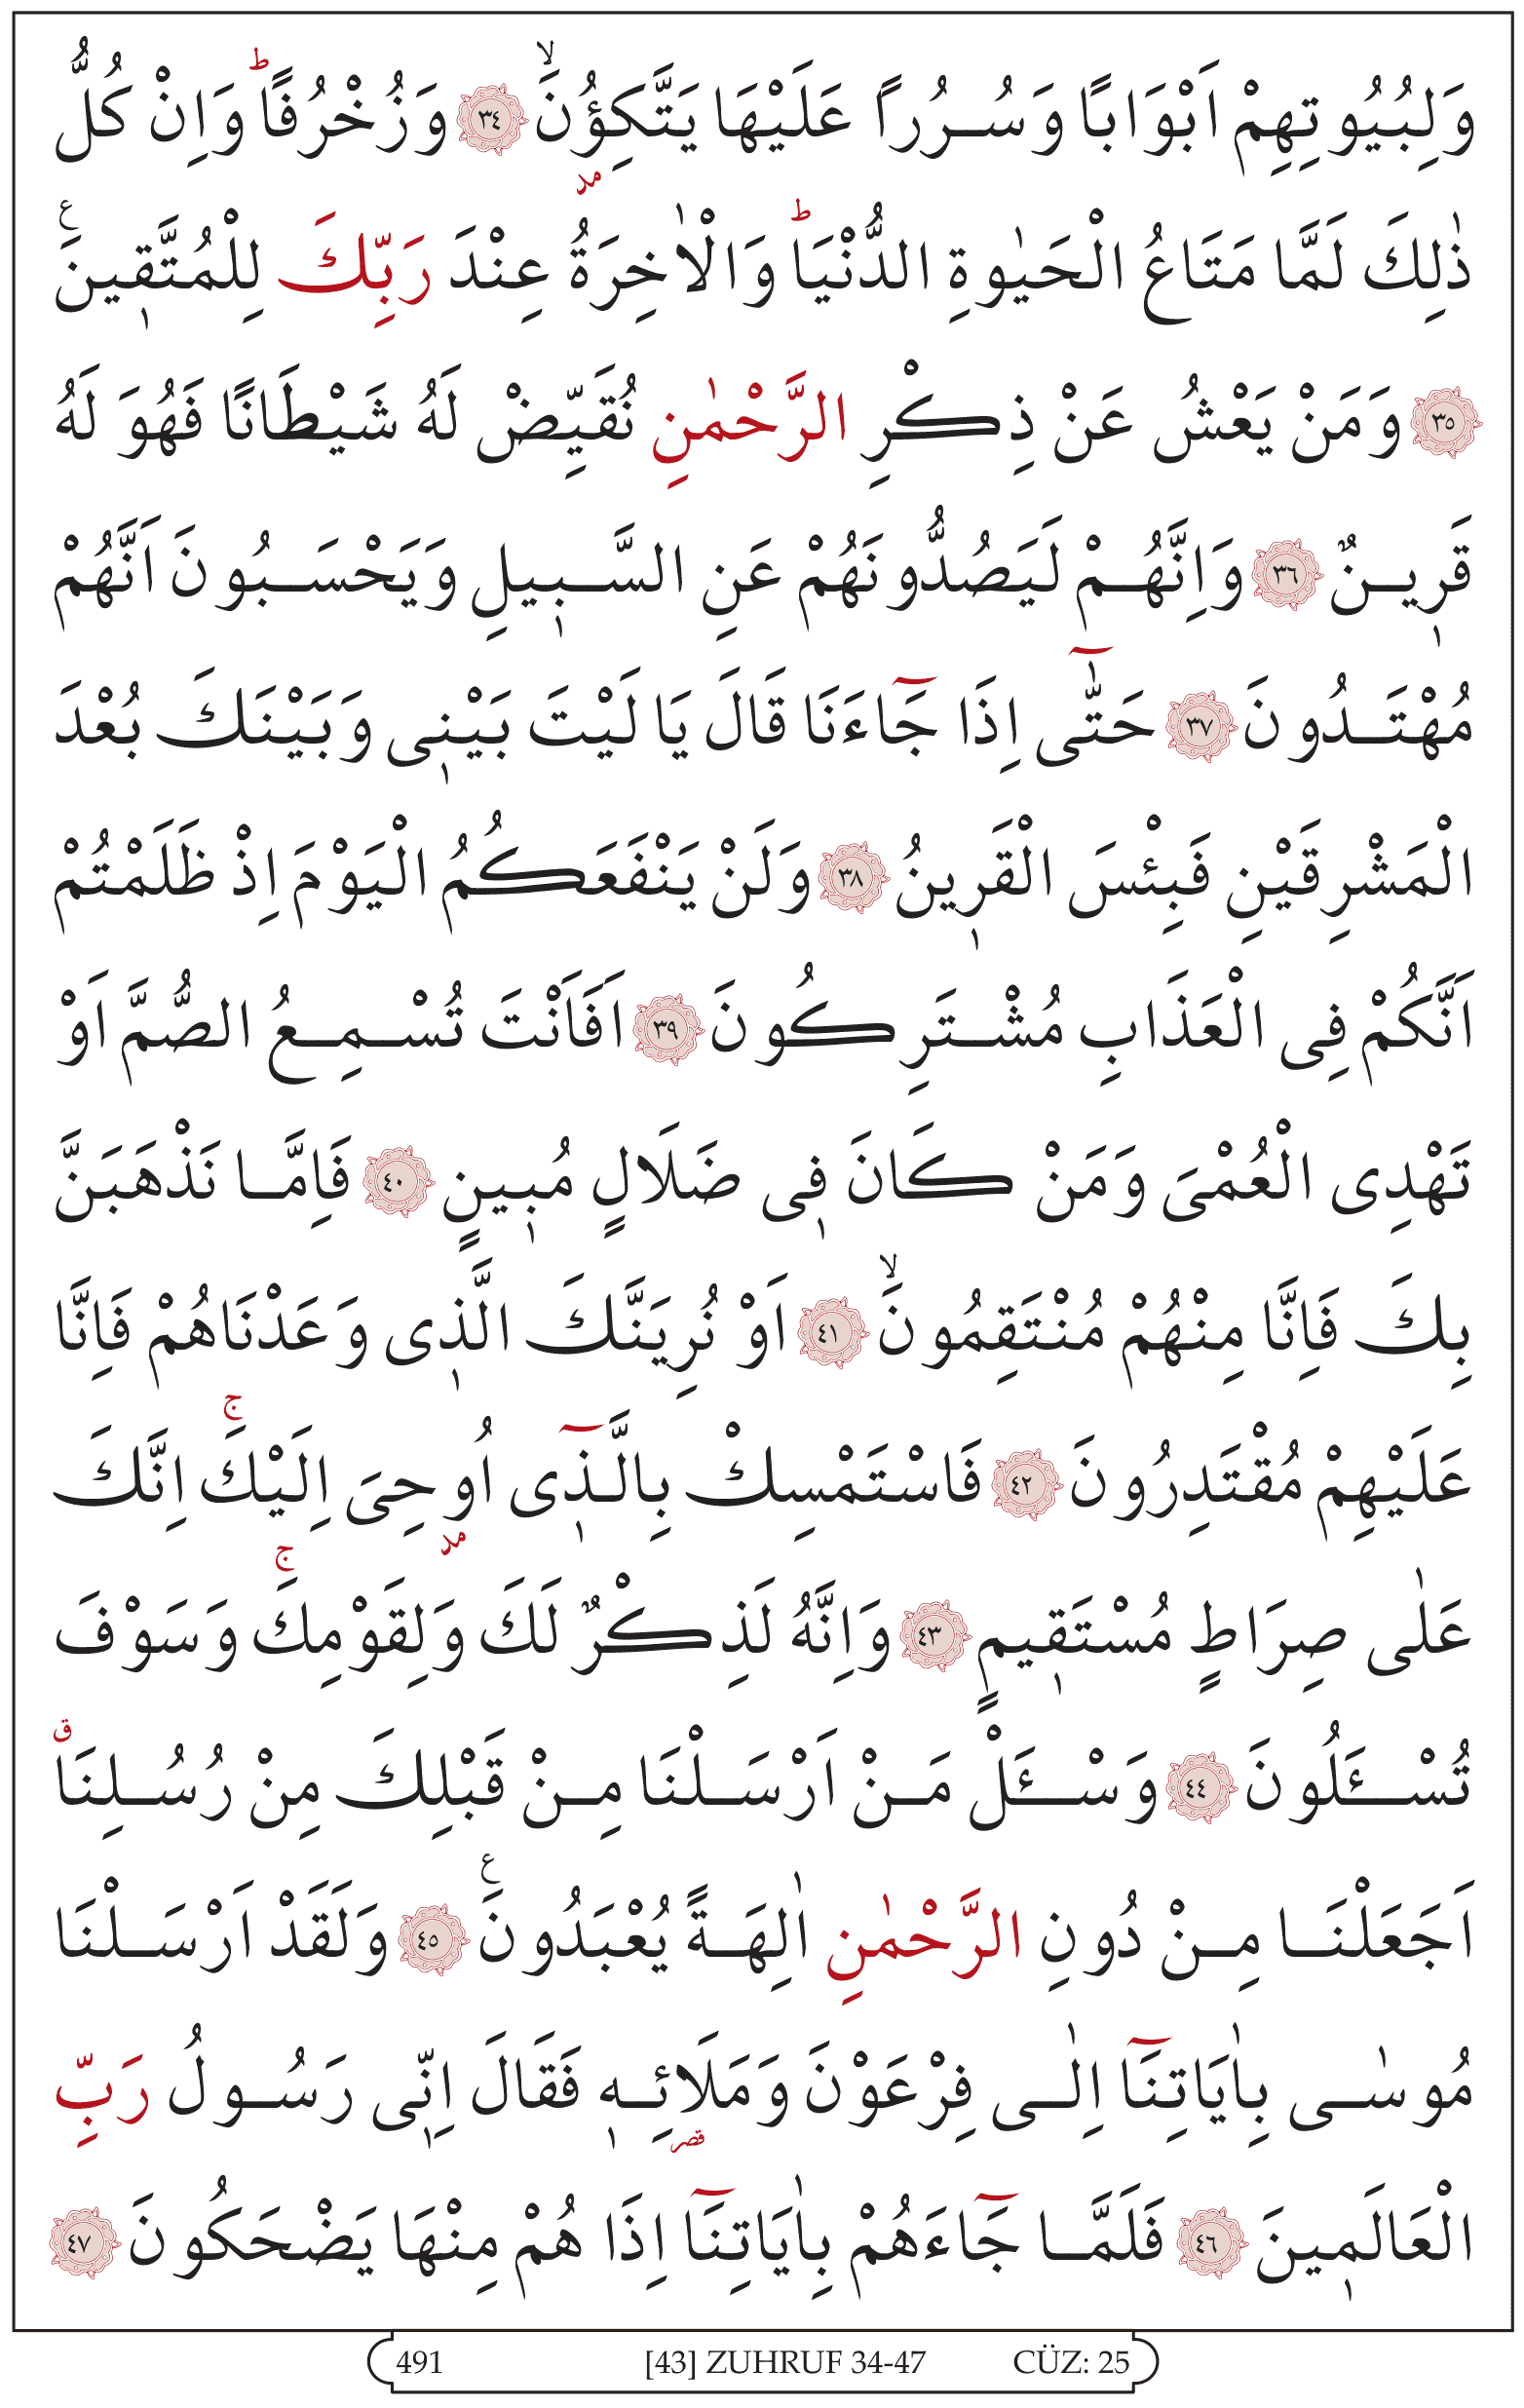 وَلِبُيُوتِهِمْ اَبْوَابًا وَسُرُراً عَلَيْهَا يَتَّكِؤُنَۙ ﴿٣٤﴾ وَزُخْرُفًاؕ وَاِنْ كُلُّ
ذٰلِكَ لَمَّا مَتَاعُ الْحَيٰوةِ الدُّنْيَاؕ وَالْاٰخِرَةُ عِنْدَ رَبِّكَ لِلْمُتَّقٖينَࣖ
﴿٣٥﴾ وَمَنْ يَعْشُ عَنْ ذِكْرِ الرَّحْمٰنِ نُقَيِّضْ لَهُ شَيْطَانًا فَهُوَ لَهُ
قَرٖينٌ ﴿٣٦﴾ وَاِنَّهُمْ لَيَصُدُّونَهُمْ عَنِ السَّبٖيلِ وَيَحْسَبُونَ اَنَّهُمْ
مُهْتَدُونَ ﴿٣٧﴾ حَتّٰٓى اِذَا جَٓاءَنَا قَالَ يَا لَيْتَ بَيْنٖى وَبَيْنَكَ بُعْدَ
الْمَشْرِقَيْنِ فَبِئْسَ الْقَرٖينُ ﴿٣٨﴾ وَلَنْ يَنْفَعَكُمُ الْيَوْمَ اِذْ ظَلَمْتُمْ
اَنَّكُمْ فِى الْعَذَابِ مُشْتَرِكُونَ ﴿٣٩﴾ اَفَاَنْتَ تُسْمِعُ الصُّمَّ اَوْ
تَهْدِى الْعُمْىَ وَمَنْ كَانَ فٖى ضَلَالٍ مُبٖينٍ ﴿٤٠﴾ فَاِمَّا نَذْهَبَنَّ
بِكَ فَاِنَّا مِنْهُمْ مُنْتَقِمُونَۙ ﴿٤١﴾ اَوْ نُرِيَنَّكَ الَّذٖى وَعَدْنَاهُمْ فَاِنَّا
عَلَيْهِمْ مُقْتَدِرُونَ ﴿٤٢﴾ فَاسْتَمْسِكْ بِالَّذٖٓى اُوحِىَ اِلَيْكَۚ اِنَّكَ
عَلٰى صِرَاطٍ مُسْتَقٖيمٍ ﴿٤٣﴾ وَاِنَّهُ لَذِكْرٌ لَكَ وَلِقَوْمِكَۚ وَسَوْفَ
تُسْـَٔلُونَ ﴿٤٤﴾ وَسْـَٔلْ مَنْ اَرْسَلْنَا مِنْ قَبْلِكَ مِنْ رُسُلِنَاࣗ
اَجَعَلْنَا مِنْ دُونِ الرَّحْمٰنِ اٰلِهَةً يُعْبَدُونَࣖ ﴿٤٥﴾ وَلَقَدْ اَرْسَلْنَا
مُوسٰى بِاٰيَاتِنَٓا اِلٰى فِرْعَوْنَ وَمَلَائِهٖ فَقَالَ اِنّٖى رَسُولُ رَبِّ
الْعَالَمٖينَ ﴿٤٦﴾ فَلَمَّا جَٓاءَهُمْ بِاٰيَاتِنَٓا اِذَا هُمْ مِنْهَا يَضْحَكُونَ ﴿٤٧﴾
491 [43] ZUHRUF 34-47 CÜZ: 25